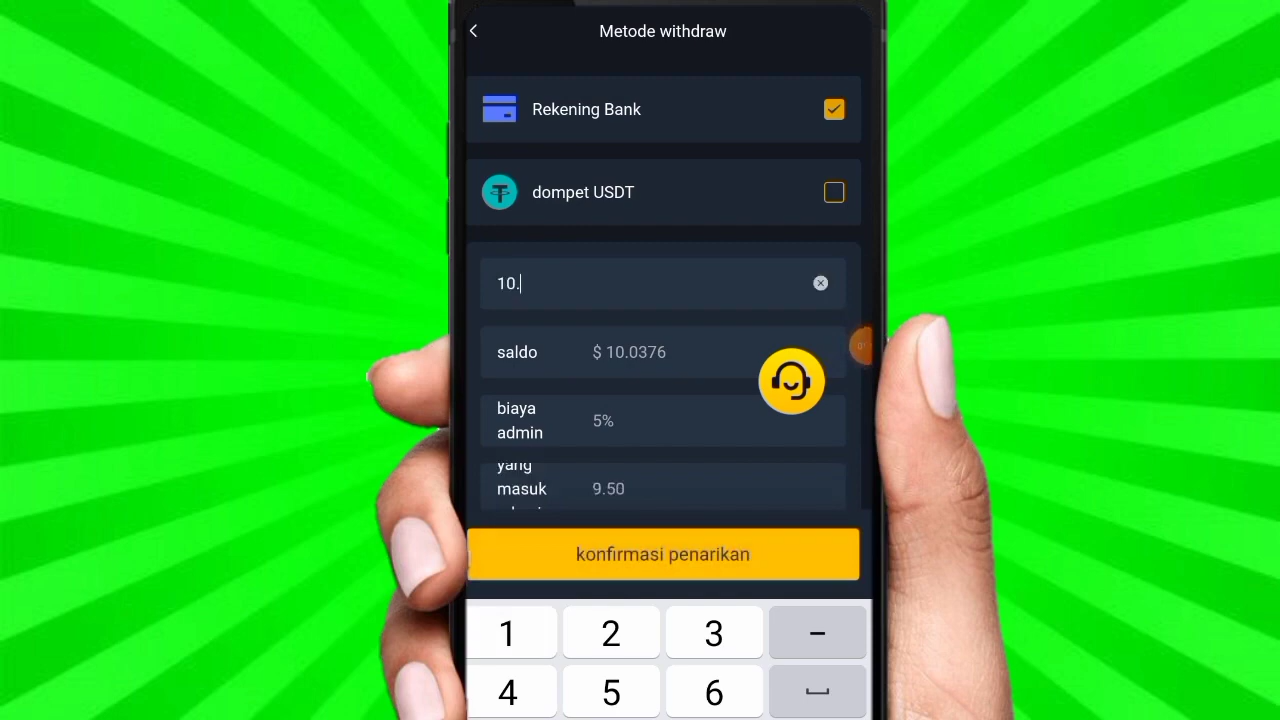 Metode withdraw
Rekening Bank
dompet USDT
10.
saldo $ 10.0376
biaya admin 5%
yang masuk 9.50
konfirmasi penarikan
1 2 3 -
4 5 6